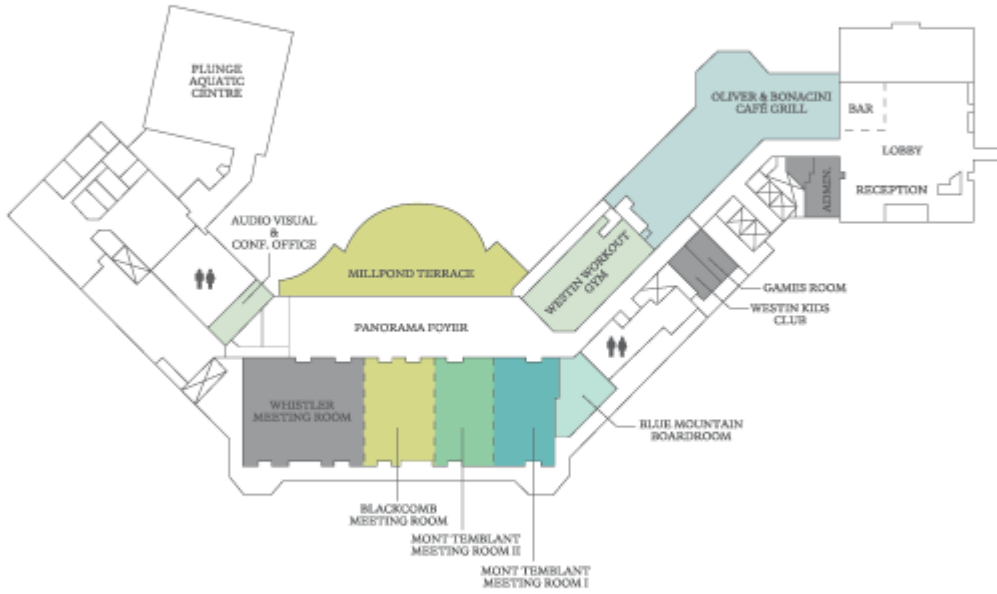 PLUNGE
AQUATIC
CENTRE
OLIVER & BONACINI
CAFÉ GRILL
BAR
LOBBY
RECEPTION
ADMIN.
AUDIO VISUAL
&
CONF. OFFICE
MILLPOND TERRACE
WESTIN WORKOUT
GYM
GAMES ROOM
WESTIN KIDS
CLUB
PANORAMA FOYER
WHISTLER
MEETING ROOM
BLUE MOUNTAIN
BOARDROOM
BLACKCOMB
MEETING ROOM
MONT TEMBLANT
MEETING ROOM II
MONT TEMBLANT
MEETING ROOM I